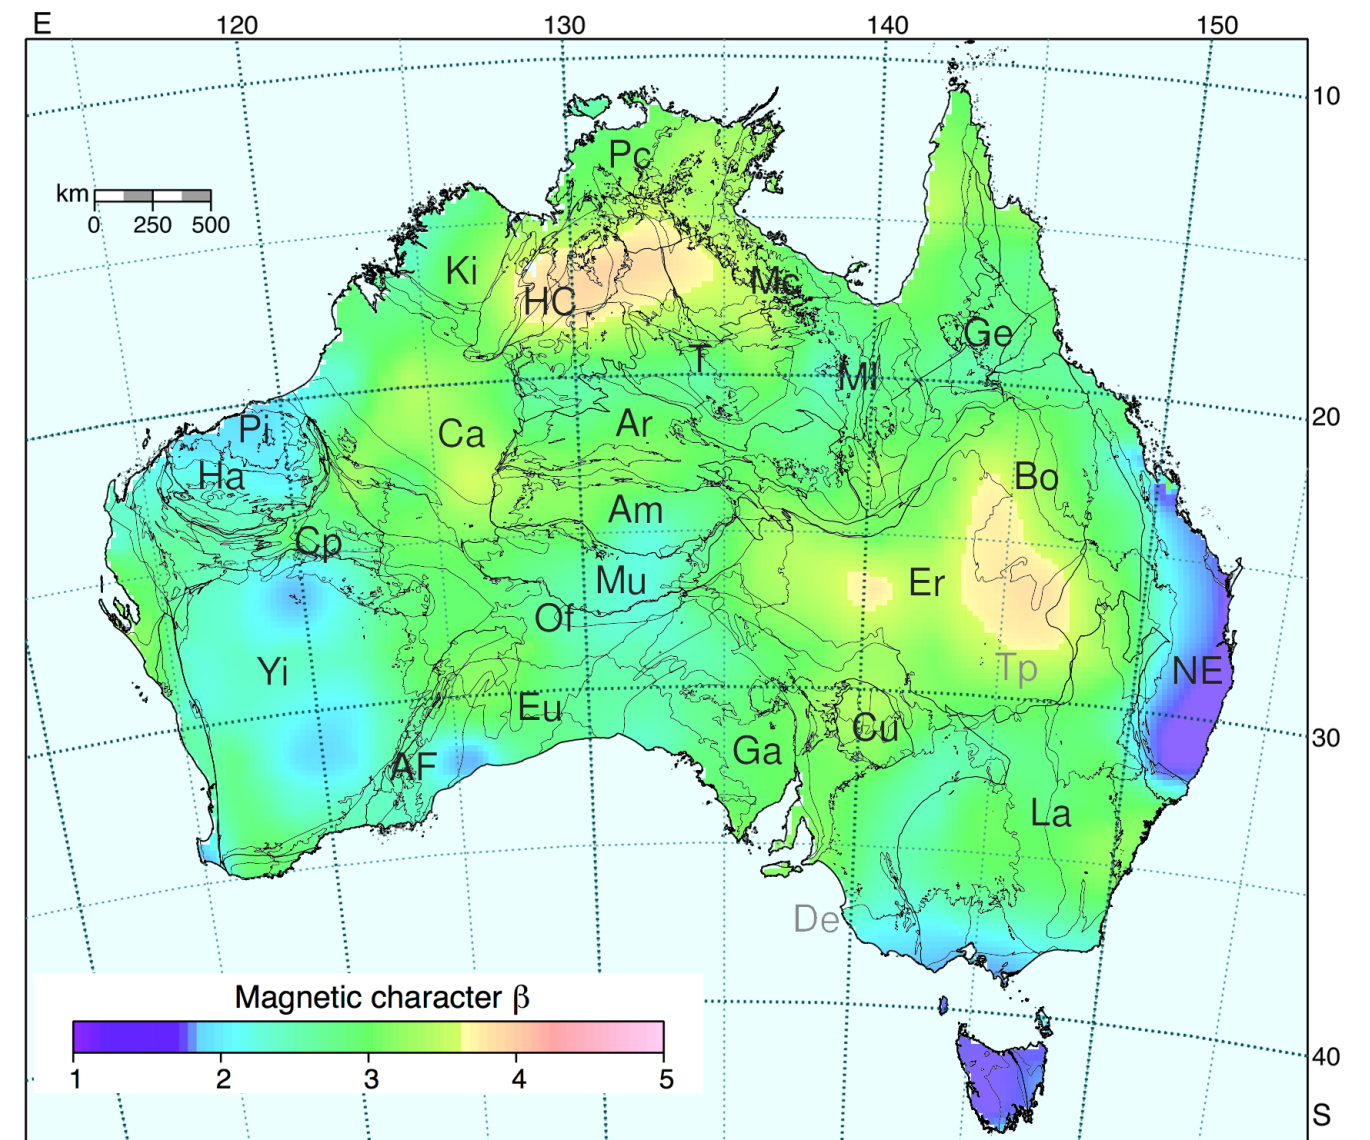 E 120 130 140 150
10
Pc
km
0 250 500
Ki
HC
Mc
Ge
T
MI
20
Pi
Ca
Ar
Ha
Bo
Am
Cp
Mu
Er
Of
Yi
Tp
NE
Eu
Cu
30
Ga
AF
La
De
Magnetic character β
1 2 3 4 5
40
S